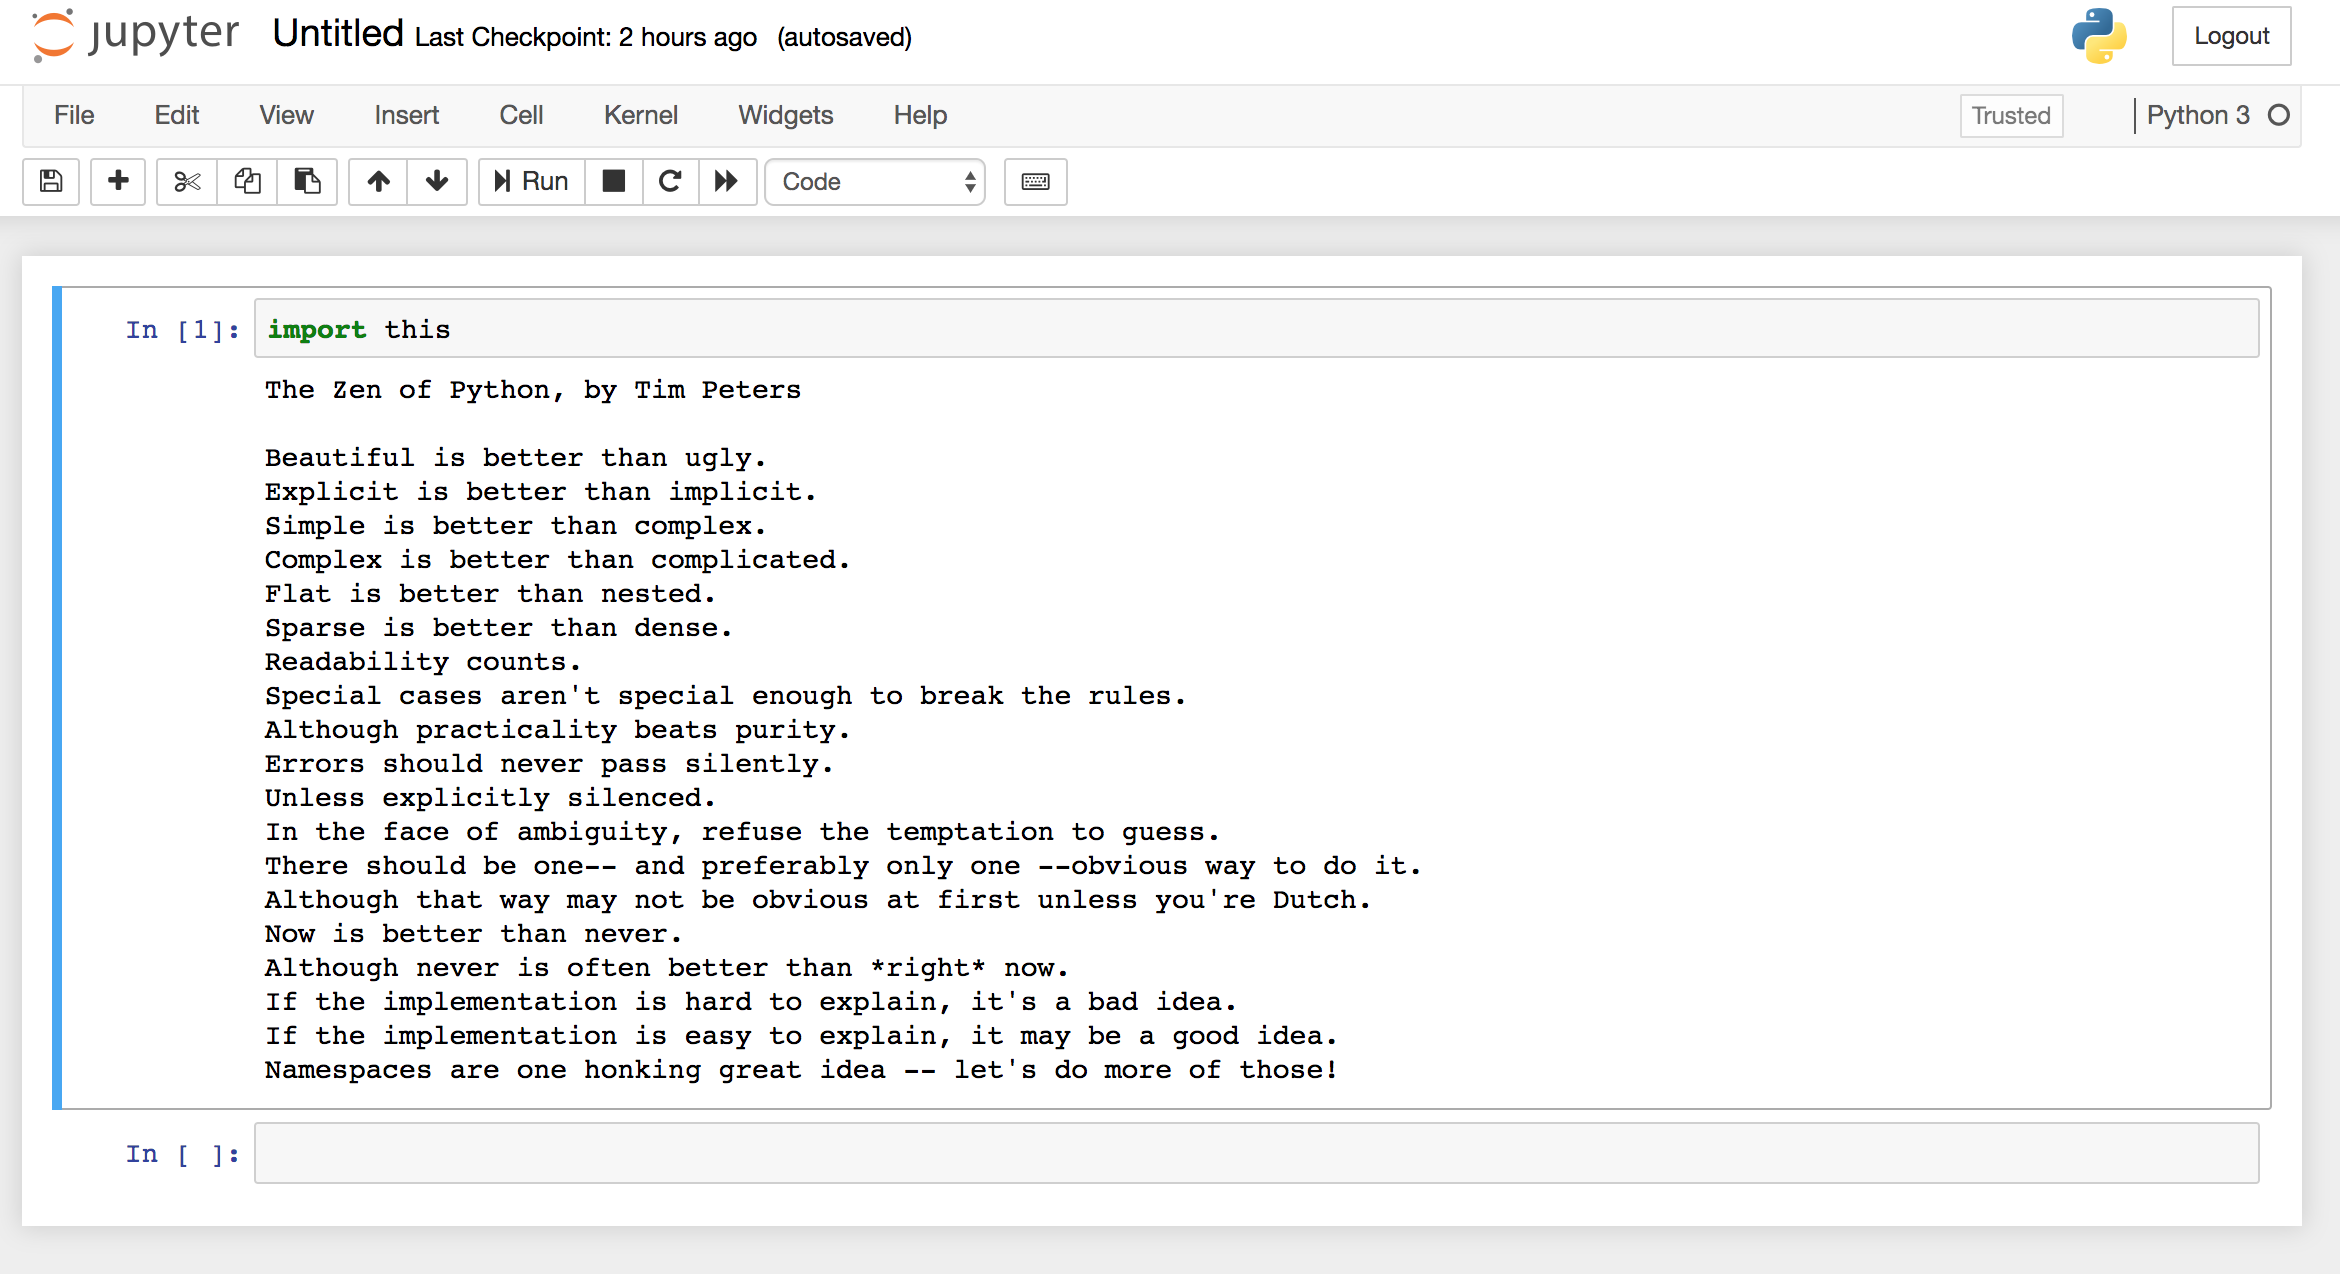 jupyter Untitled Last Checkpoint: 2 hours ago (autosaved) Logout
File Edit View Insert Cell Kernel Widgets Help Trusted Python 3
Run Code
In [1]: import this
The Zen of Python, by Tim Peters
Beautiful is better than ugly.
Explicit is better than implicit.
Simple is better than complex.
Complex is better than complicated.
Flat is better than nested.
Sparse is better than dense.
Readability counts.
Special cases aren't special enough to break the rules.
Although practicality beats purity.
Errors should never pass silently.
Unless explicitly silenced.
In the face of ambiguity, refuse the temptation to guess.
There should be one-- and preferably only one --obvious way to do it.
Although that way may not be obvious at first unless you're Dutch.
Now is better than never.
Although never is often better than *right* now.
If the implementation is hard to explain, it's a bad idea.
If the implementation is easy to explain, it may be a good idea.
Namespaces are one honking great idea -- let's do more of those!
In [ ]: